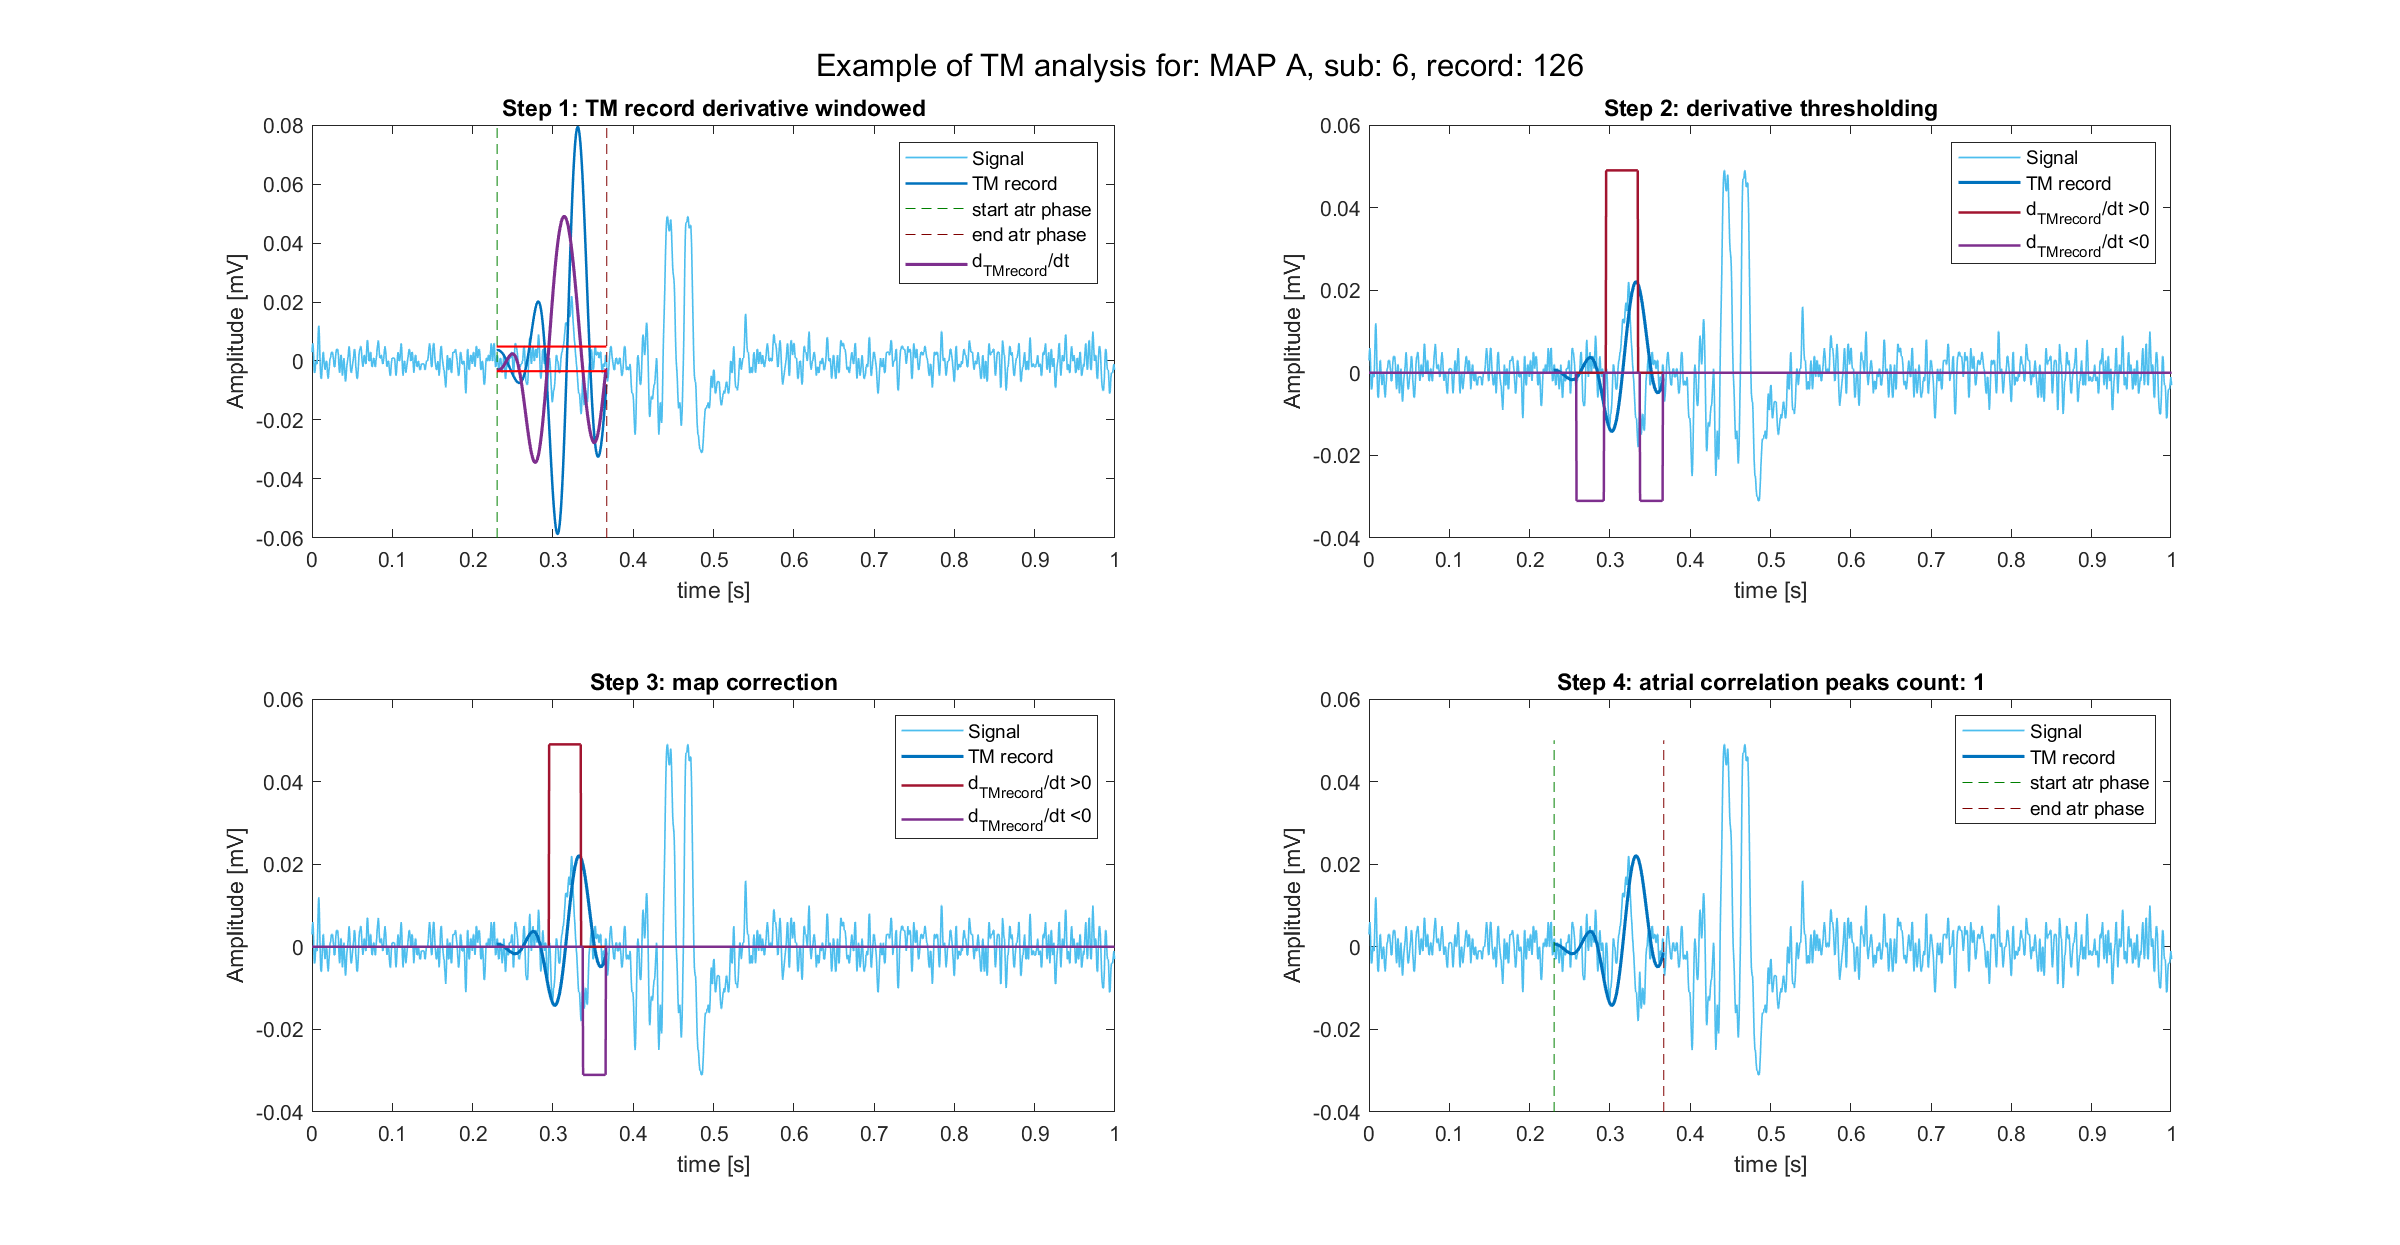 Example of TM analysis for: MAP A, sub: 6, record: 126
Step 1: TM record derivative windowed
Amplitude [mV]
0.08
0.06
0.04
0.02
0
-0.02
-0.04
-0.06
0 0.1 0.2 0.3 0.4 0.5 0.6 0.7 0.8 0.9 1
time [s]
Signal
TM record
start atr phase
end atr phase
dTMrecord/dt
Step 2: derivative thresholding
Amplitude [mV]
0.06
0.04
0.02
0
-0.02
-0.04
0 0.1 0.2 0.3 0.4 0.5 0.6 0.7 0.8 0.9 1
time [s]
Signal
TM record
dTMrecord/dt >0
dTMrecord/dt <0
Step 3: map correction
Amplitude [mV]
0.06
0.04
0.02
0
-0.02
-0.04
0 0.1 0.2 0.3 0.4 0.5 0.6 0.7 0.8 0.9 1
time [s]
Signal
TM record
dTMrecord/dt >0
dTMrecord/dt <0
Step 4: atrial correlation peaks count: 1
Amplitude [mV]
0.06
0.04
0.02
0
-0.02
-0.04
0 0.1 0.2 0.3 0.4 0.5 0.6 0.7 0.8 0.9 1
time [s]
Signal
TM record
start atr phase
end atr phase